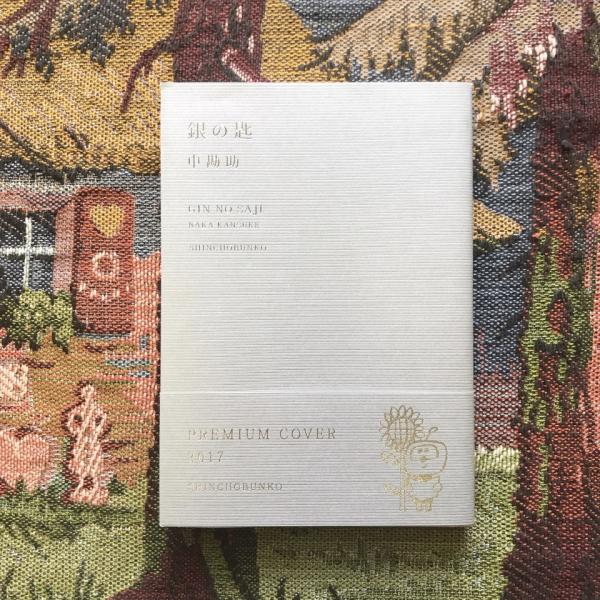 銀の匙
中勘助
GIN NO SAJI
NAKA KANSUKE
SHINCHOBUNKO
PREMIUM COVER
2017
SHINCHOBUNKO